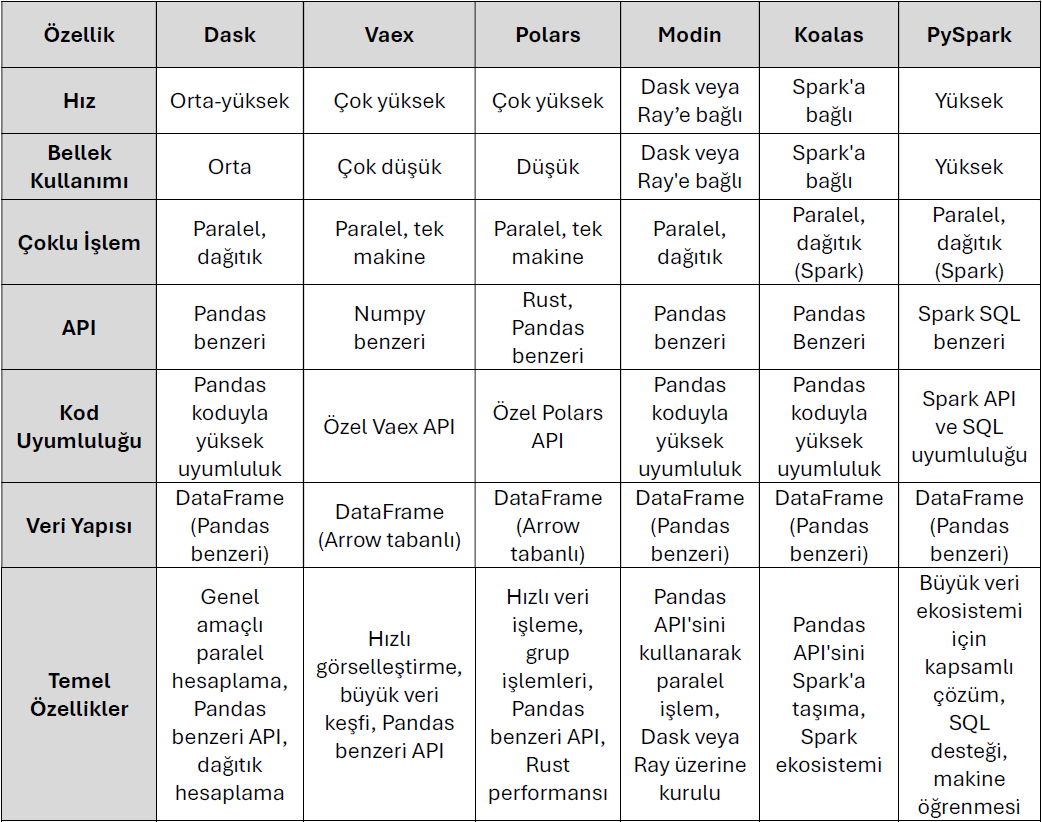 Özellik
Dask
Vaex
Polars
Modin
Koalas
PySpark
Hız
Orta-yüksek
Çok yüksek
Çok yüksek
Dask veya
Ray’e bağlı
Spark'a
bağlı
Yüksek
Bellek
Kullanımı
Orta
Çok düşük
Düşük
Dask veya
Ray'e bağlı
Spark'a
bağlı
Yüksek
Çoklu İşlem
Paralel,
dağıtık
Paralel, tek
makine
Paralel, tek
makine
Paralel,
dağıtık
Paralel,
dağıtık
(Spark)
Paralel,
dağıtık
(Spark)
API
Pandas
benzeri
Numpy
benzeri
Rust,
Pandas
benzeri
Pandas
benzeri
Pandas
Benzeri
Spark SQL
benzeri
Kod
Uyumluluğu
Pandas
koduyla
yüksek
uyumluluk
Özel Vaex API
Özel Polars
API
Pandas
koduyla
yüksek
uyumluluk
Pandas
koduyla
yüksek
uyumluluk
Spark API
ve SQL
uyumluluğu
Veri Yapısı
DataFrame
(Pandas
benzeri)
DataFrame
(Arrow tabanlı)
DataFrame
(Arrow
tabanlı)
DataFrame
(Pandas
benzeri)
DataFrame
(Pandas
benzeri)
DataFrame
(Pandas
benzeri)
Temel
Özellikler
Genel
amaçlı
paralel
hesaplama,
Pandas
benzeri API,
dağıtık
hesaplama
Hızlı
görselleştirme,
büyük veri
keşfi, Pandas
benzeri API
Hızlı veri
işleme,
grup
işlemleri,
Pandas
benzeri API,
Rust
performansı
Pandas
API'sini
kullanarak
paralel
işlem,
Dask veya
Ray üzerine
kurulu
Pandas
API'sini
Spark'a
taşıma,
Spark
ekosistemi
Büyük veri
ekosistemi
için
kapsamlı
çözüm,
SQL
desteği,
makine
öğrenmesi